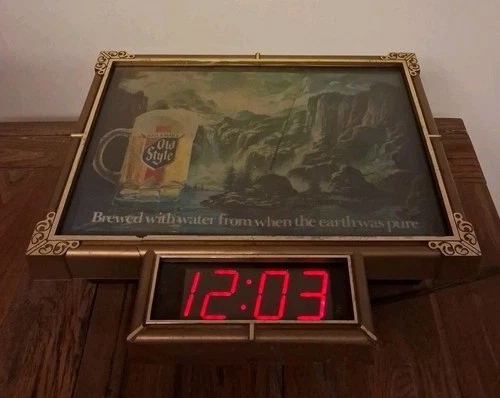 Old
Style
Brewed with water from when the earth was pure
12:03